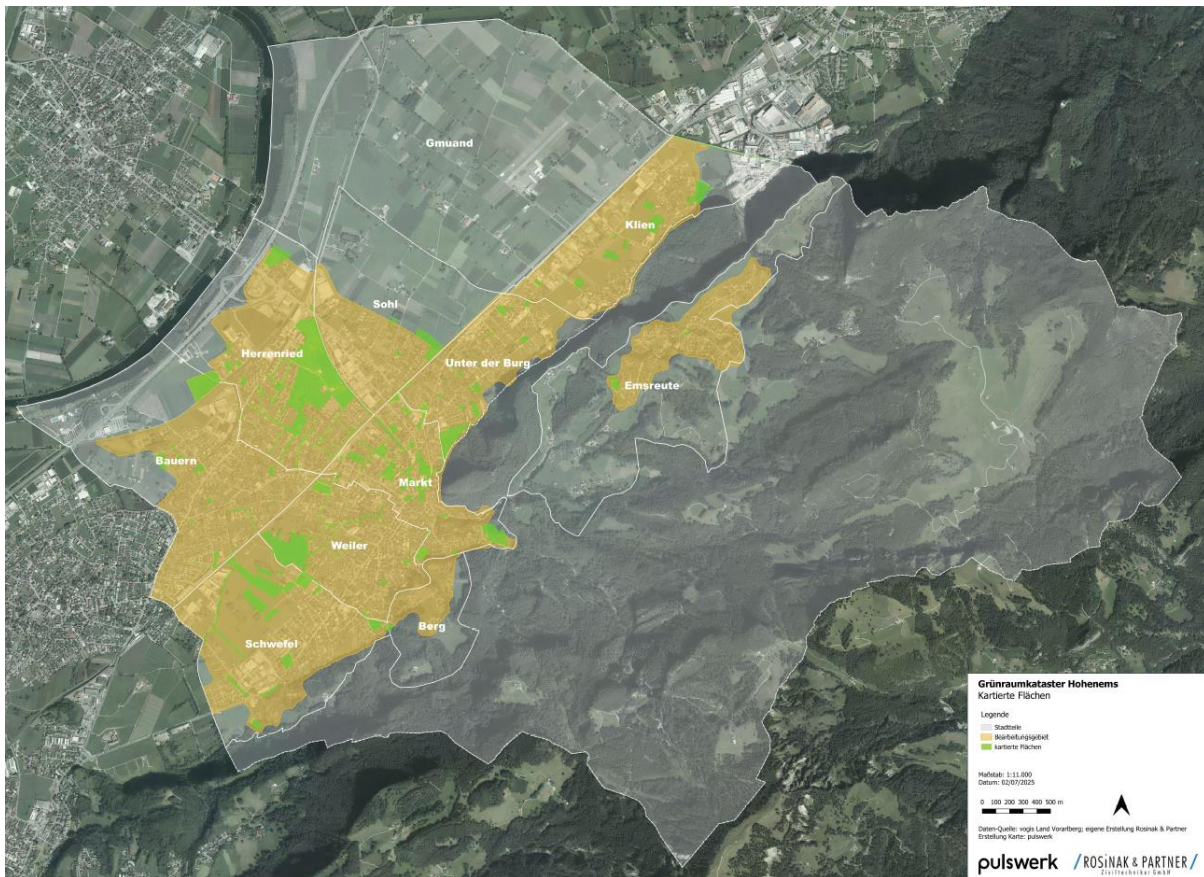 Gmuand
Klien
Sohl
Herrenried
Unter der Burg
Emsreute
Bauern
Markt
Weiler
Berg
Schwefel
Grünraumkataster Hohenems
Kartierte Flächen
Legende
Stadtteile
Bearbeitungsgebiet
kartierte Flächen
Maßstab: 1:11.000
Datum: 02/07/2025
0 100 200 300 400 500 m
Daten-Quelle: vogis Land Vorarlberg; eigene Erstellung Rosinak & Partner
Erstellung Karte: pulswerk
pulswerk
/ ROSiNAK & PARTNER /
Ziviltechniker GmbH